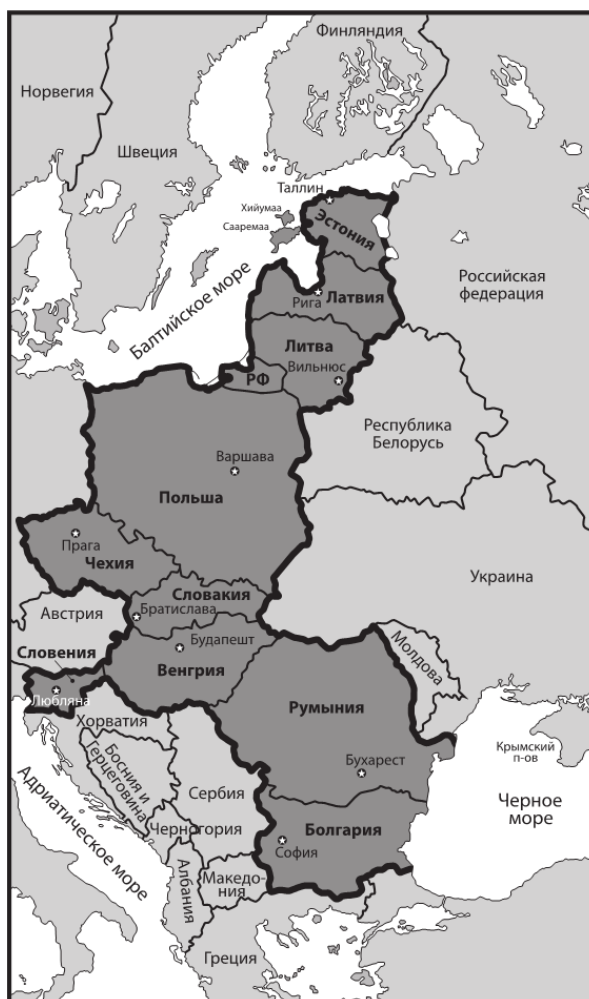 Финляндия
Норвегия
Швеция
Таллин
Хийумаа
Сааремаа
Эстония
Российская
федерация
Балтийское море
Рига
Латвия
Литва
Вильнюс
РФ
Республика
Белорусь
Варшава
Польша
Прага
Чехия
Украина
Словакия
Братислава
Австрия
Будапешт
Словения
Венгрия
Молдова
Любляна
Хорватия
Румыния
Крымский
п-ов
Босния и
Герцеговина
Бухарест
Сербия
Черное
море
Адриатическое море
Черногория
Болгария
София
Албания
Македо-
ния
Греция